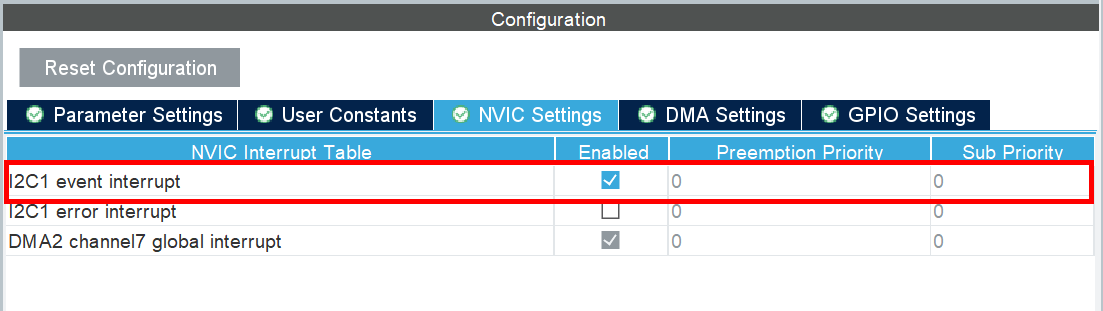 Configuration
Reset Configuration
Parameter Settings User Constants NVIC Settings DMA Settings GPIO Settings
NVIC Interrupt Table Enabled Preemption Priority Sub Priority
I2C1 event interrupt 0 0
I2C1 error interrupt 0 0
DMA2 channel7 global interrupt 0 0